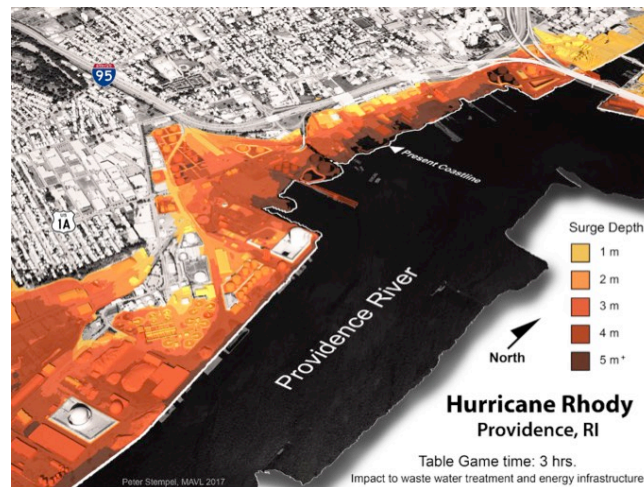 95
US
1A
Present Coastline
Providence River
Surge Depth
1 m
2 m
3 m
4 m
5 m+
North
Hurricane Rhody
Providence, RI
Table Game time: 3 hrs.
Impact to waste water treatment and energy infrastructure
Peter Stempel, MAVL 2017